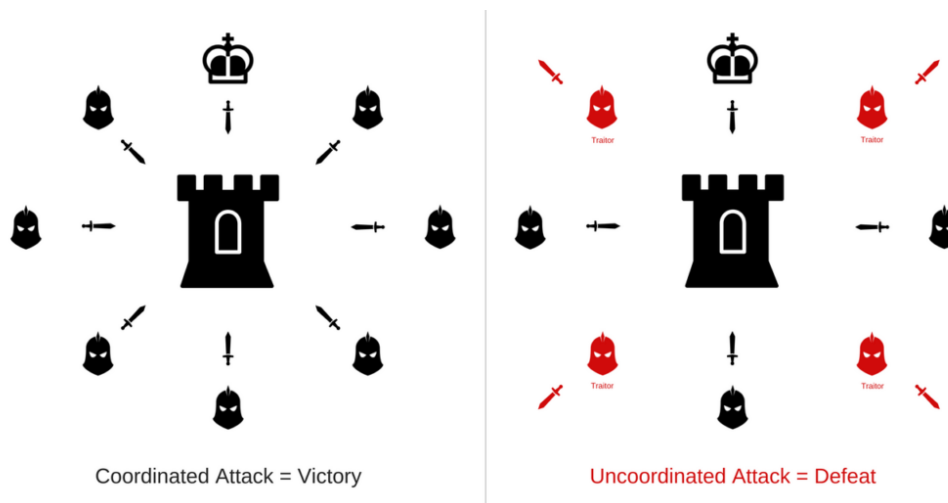 Traitor
Traitor
Traitor
Traitor
Coordinated Attack = Victory
Uncoordinated Attack = Defeat